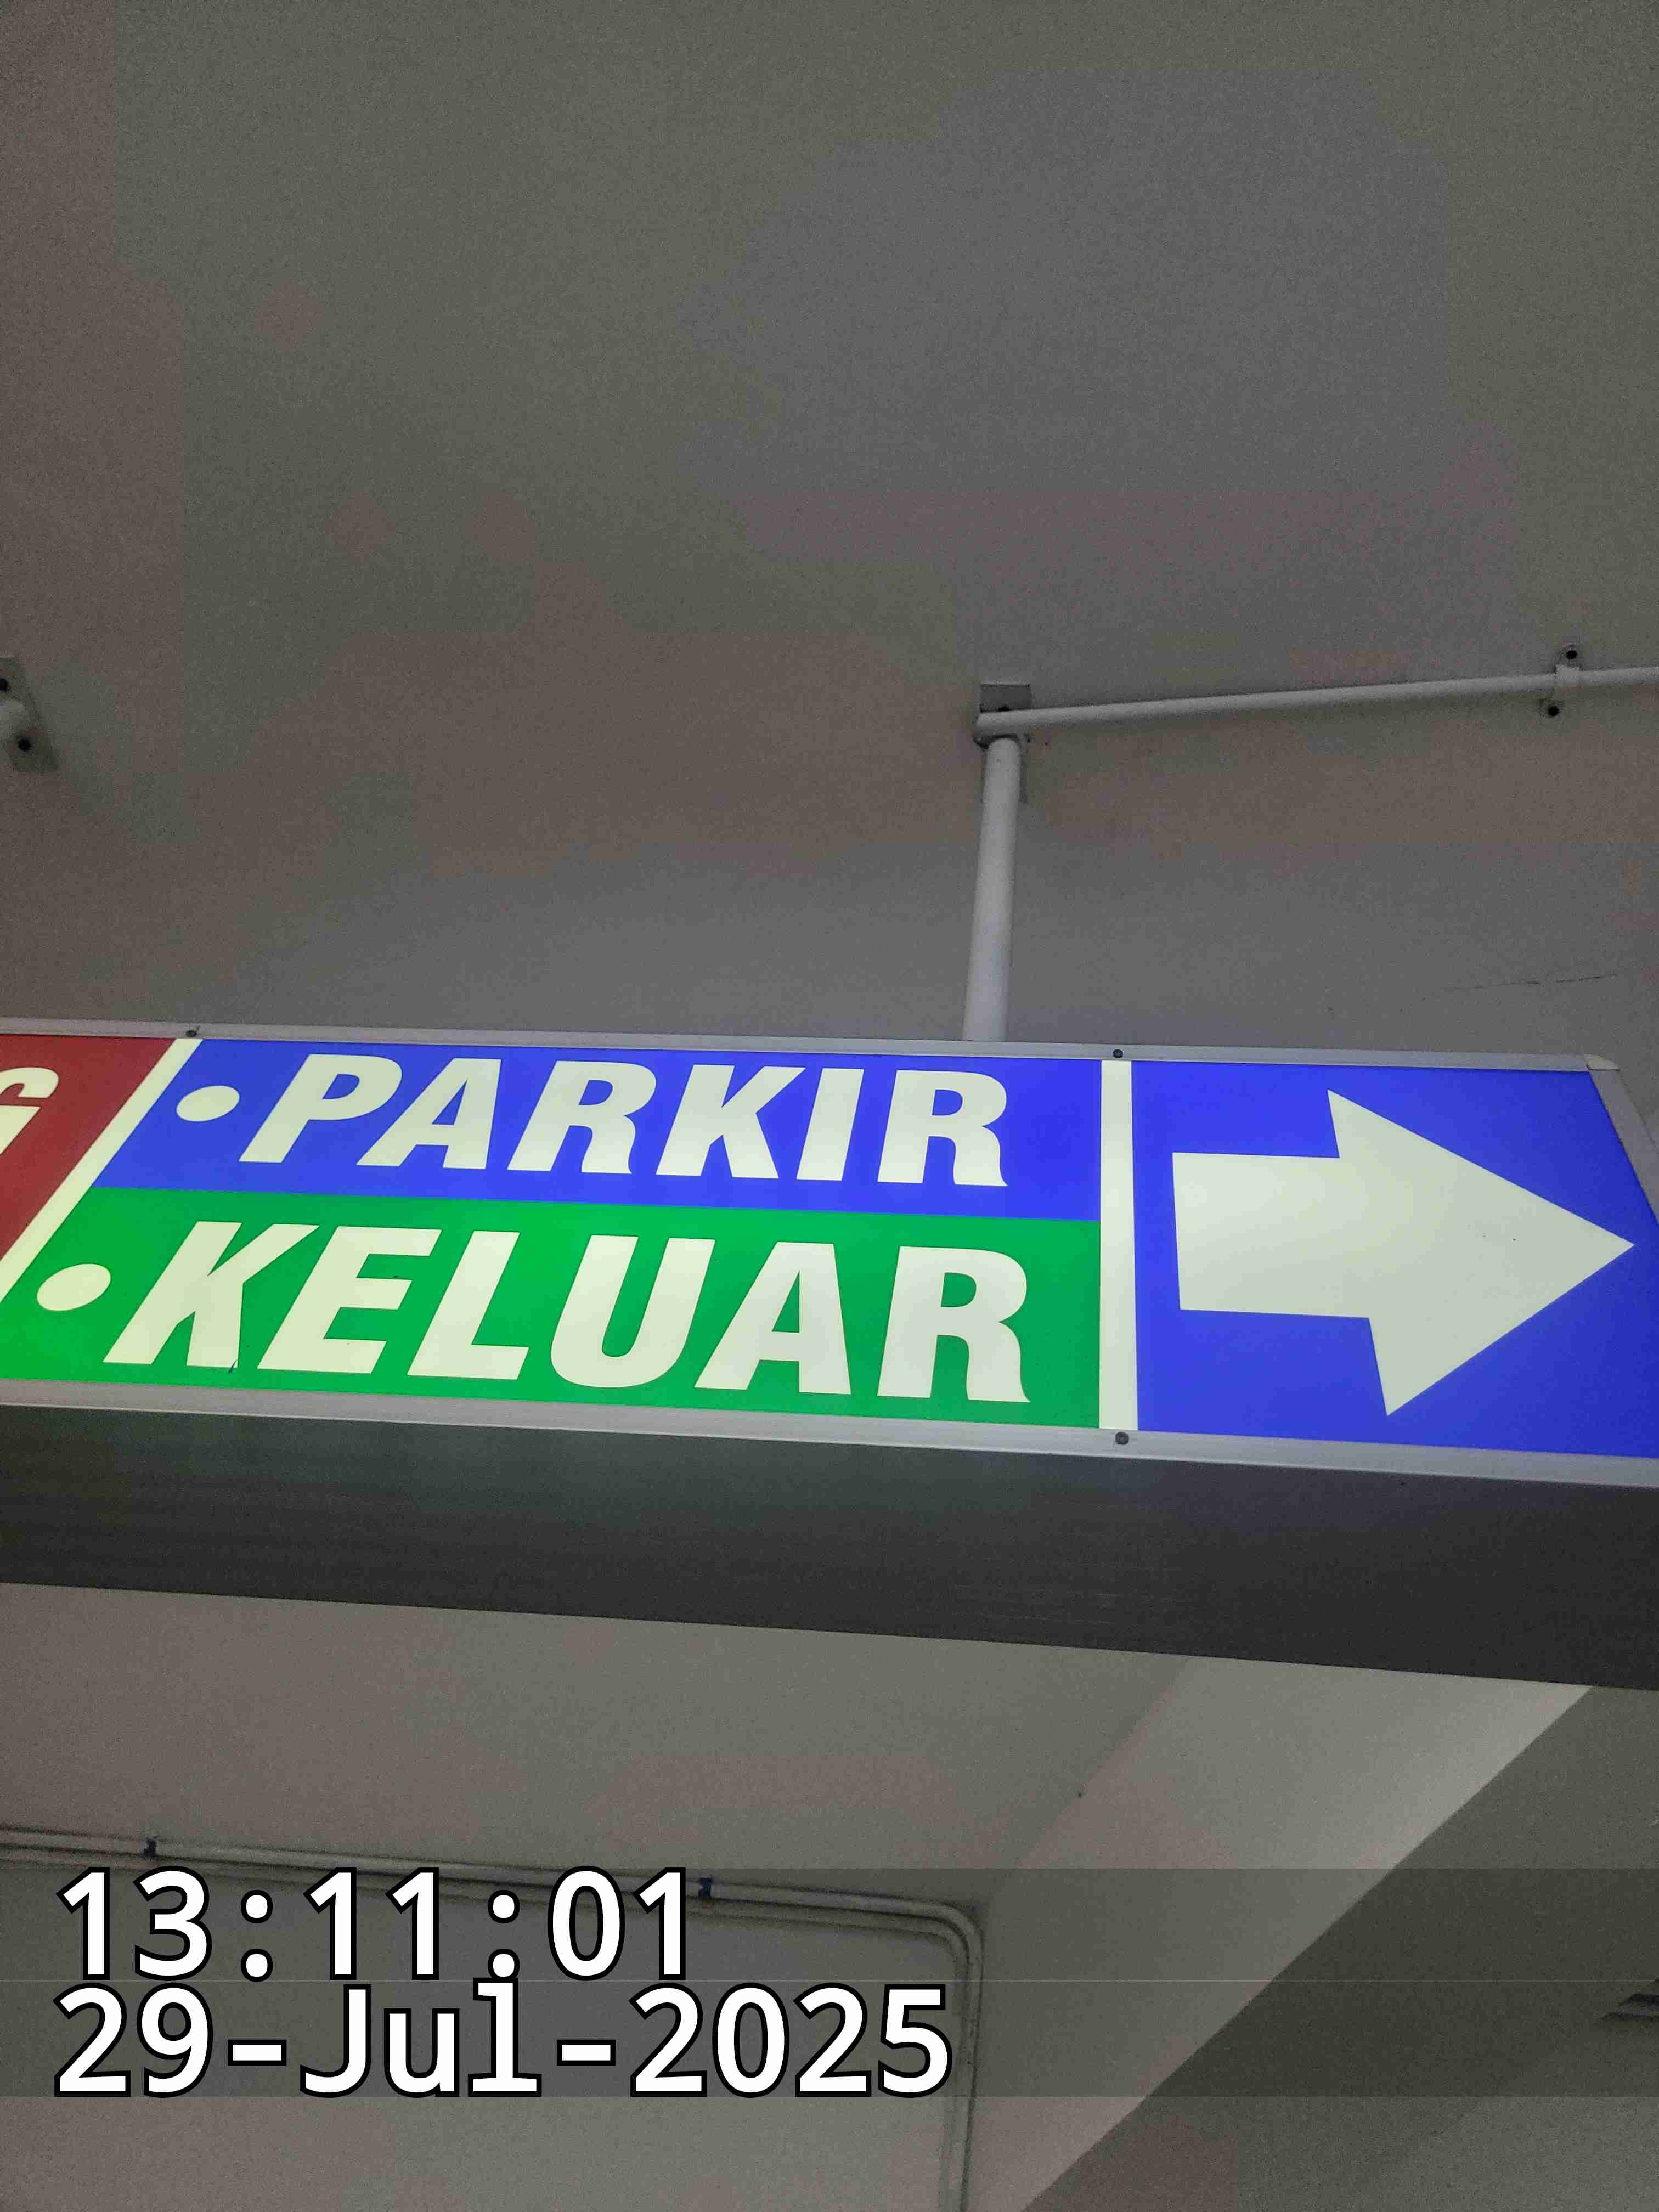 • PARKIR
• KELUAR
13:11:01
29-Jul-2025